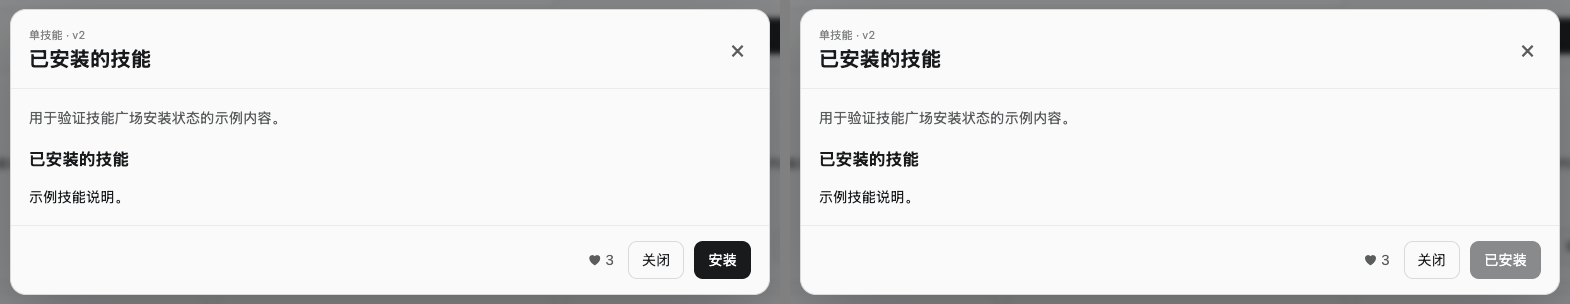 单技能 · v2
已安装的技能
用于验证技能广场安装状态的示例内容。
已安装的技能
示例技能说明。
3 关闭 安装
单技能 · v2
已安装的技能
用于验证技能广场安装状态的示例内容。
已安装的技能
示例技能说明。
3 关闭 已安装